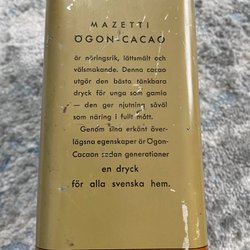 MAZETTI
ÖGON-CACAO
är näringsrik, lättsmält och
välsmakande. Denna cacao
utgör den bästa tänkbara
dryck för unga som gamla
— den ger njutning såväl
som näring i fullt mått.
Genom sina erkänt över-
lägsna egenskaper är Ögon-
Cacaon sedan generationer
en dryck
för alla svenska hem.